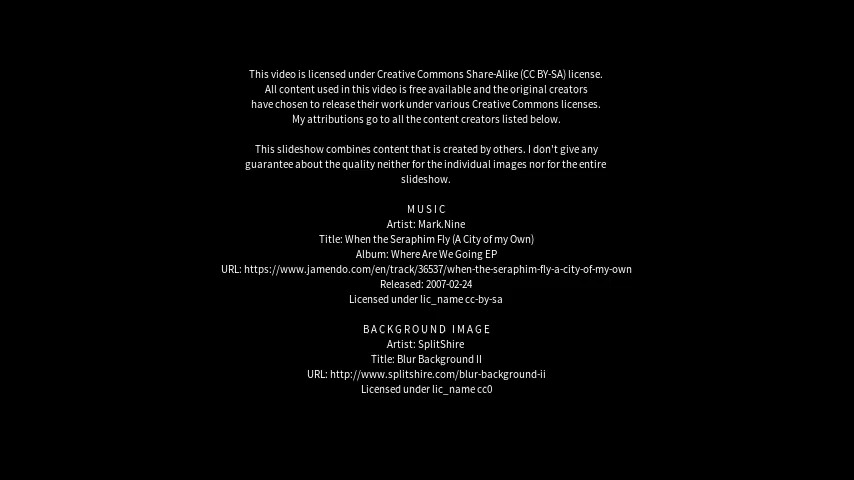 This video is licensed under Creative Commons Share-Alike (CC BY-SA) license.
All content used in this video is free available and the original creators
have chosen to release their work under various Creative Commons licenses.
My attributions go to all the content creators listed below.
This slideshow combines content that is created by others. I don't give any
guarantee about the quality neither for the individual images nor for the entire
slideshow.
MUSIC
Artist: Mark.Nine
Title: When the Seraphim Fly (A City of my Own)
Album: Where Are We Going EP
URL: https://www.jamendo.com/en/track/36537/when-the-seraphim-fly-a-city-of-my-own
Released: 2007-02-24
Licensed under lic_name cc-by-sa
BACKGROUND IMAGE
Artist: SplitShire
Title: Blur Background II
URL: http://www.splitshire.com/blur-background-ii
Licensed under lic_name cc0